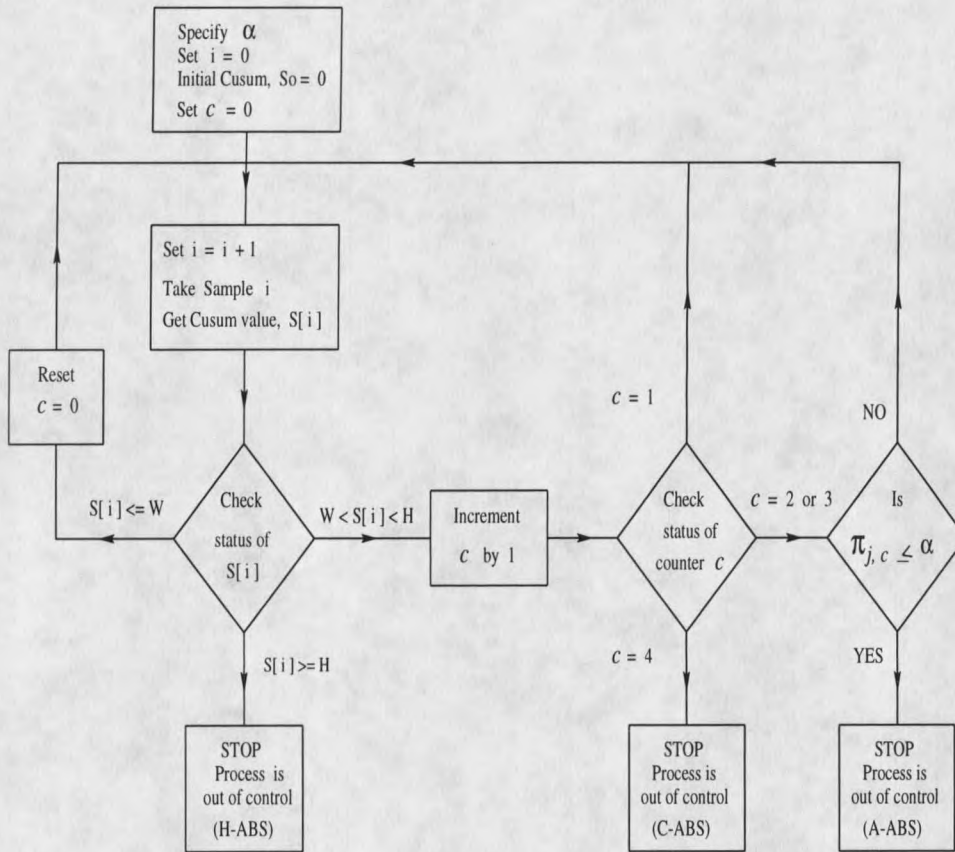 Specify α
Set i = 0
Initial Cusum, So = 0
Set c = 0
Set i = i + 1
Take Sample i
Get Cusum value, S[ i ]
Reset
c = 0
c = 1
NO
S[ i ] <= W
Check
status of
S[ i ]
W < S[ i ] < H
Increment
c by 1
Check
status of
counter c
c = 2 or 3
Is
π j, c ≤ α
S[ i ] >= H
c = 4
YES
STOP
Process is
out of control
(H-ABS)
STOP
Process is
out of control
(C-ABS)
STOP
Process is
out of control
(A-ABS)